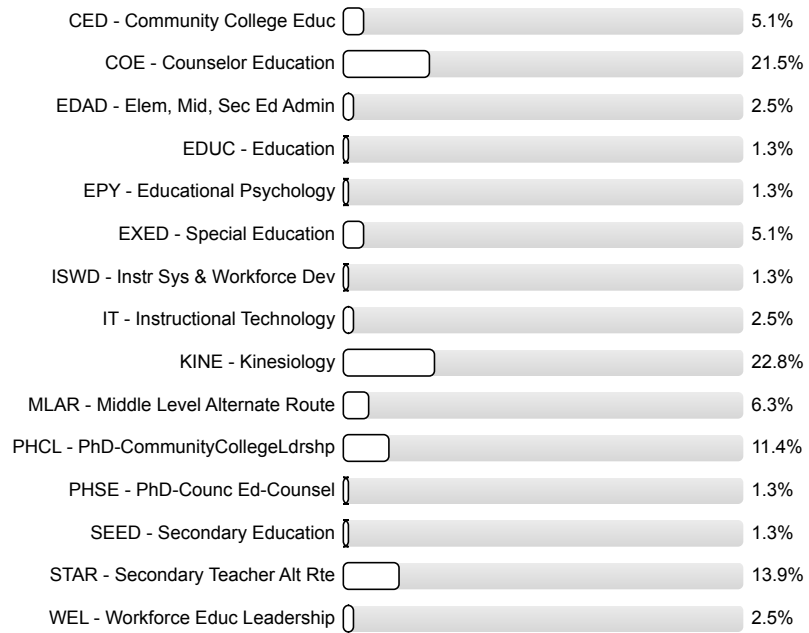 CED - Community College Educ 5.1%
COE - Counselor Education 21.5%
EDAD - Elem, Mid, Sec Ed Admin 2.5%
EDUC - Education 1.3%
EPY - Educational Psychology 1.3%
EXED - Special Education 5.1%
ISWD - Instr Sys & Workforce Dev 1.3%
IT - Instructional Technology 2.5%
KINE - Kinesiology 22.8%
MLAR - Middle Level Alternate Route 6.3%
PHCL - PhD-CommunityCollegeLdrshp 11.4%
PHSE - PhD-Counc Ed-Counsel 1.3%
SEED - Secondary Education 1.3%
STAR - Secondary Teacher Alt Rte 13.9%
WEL - Workforce Educ Leadership 2.5%